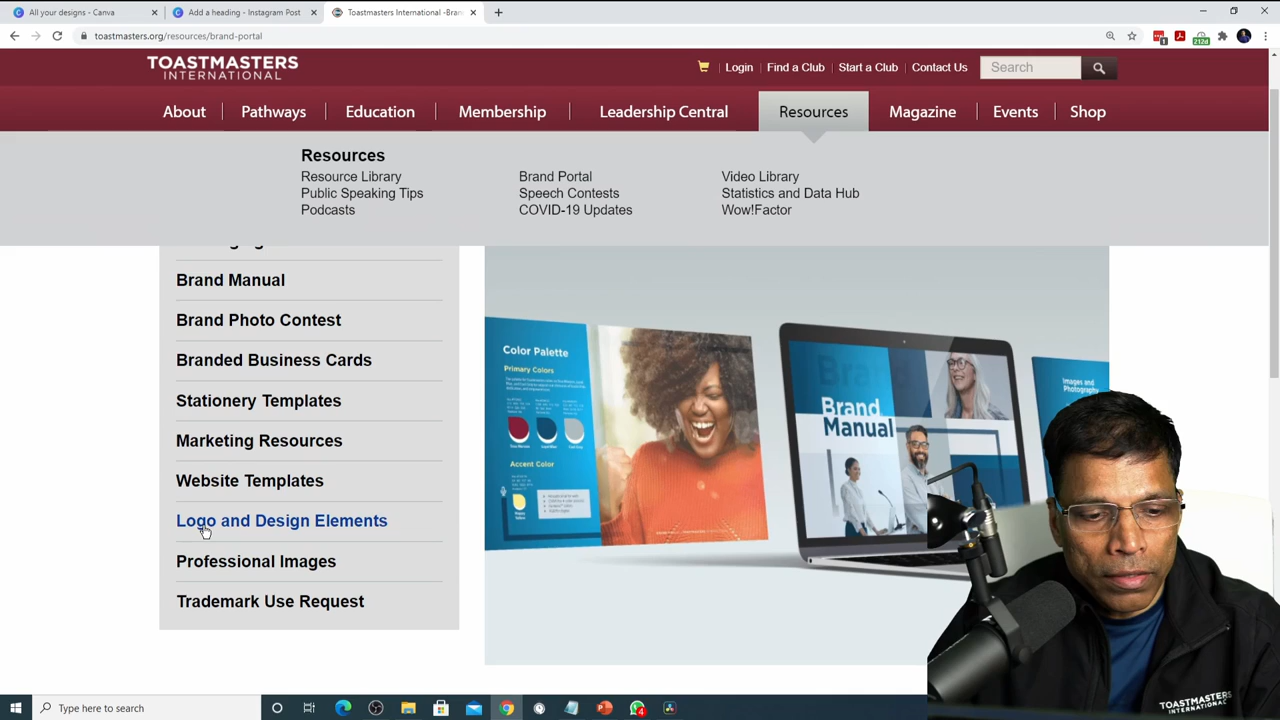 All your designs - Canva
Add a heading - Instagram Post
Toastmasters International -Bran
toastmasters.org/resources/brand-portal
212d
TOASTMASTERS
INTERNATIONAL
Login
Find a Club
Start a Club
Contact Us
Search
About
Pathways
Education
Membership
Leadership Central
Resources
Magazine
Events
Shop
Resources
Resource Library
Brand Portal
Video Library
Public Speaking Tips
Speech Contests
Statistics and Data Hub
Podcasts
COVID-19 Updates
Wow!Factor
Brand Manual
Brand Photo Contest
Branded Business Cards
Stationery Templates
Marketing Resources
Website Templates
Logo and Design Elements
Professional Images
Trademark Use Request
Color Palette
Primary Colors
Accent Color
Brand
Manual
Images and
Photography
TOASTMASTERS
INTERNATIONAL
Type here to search
4